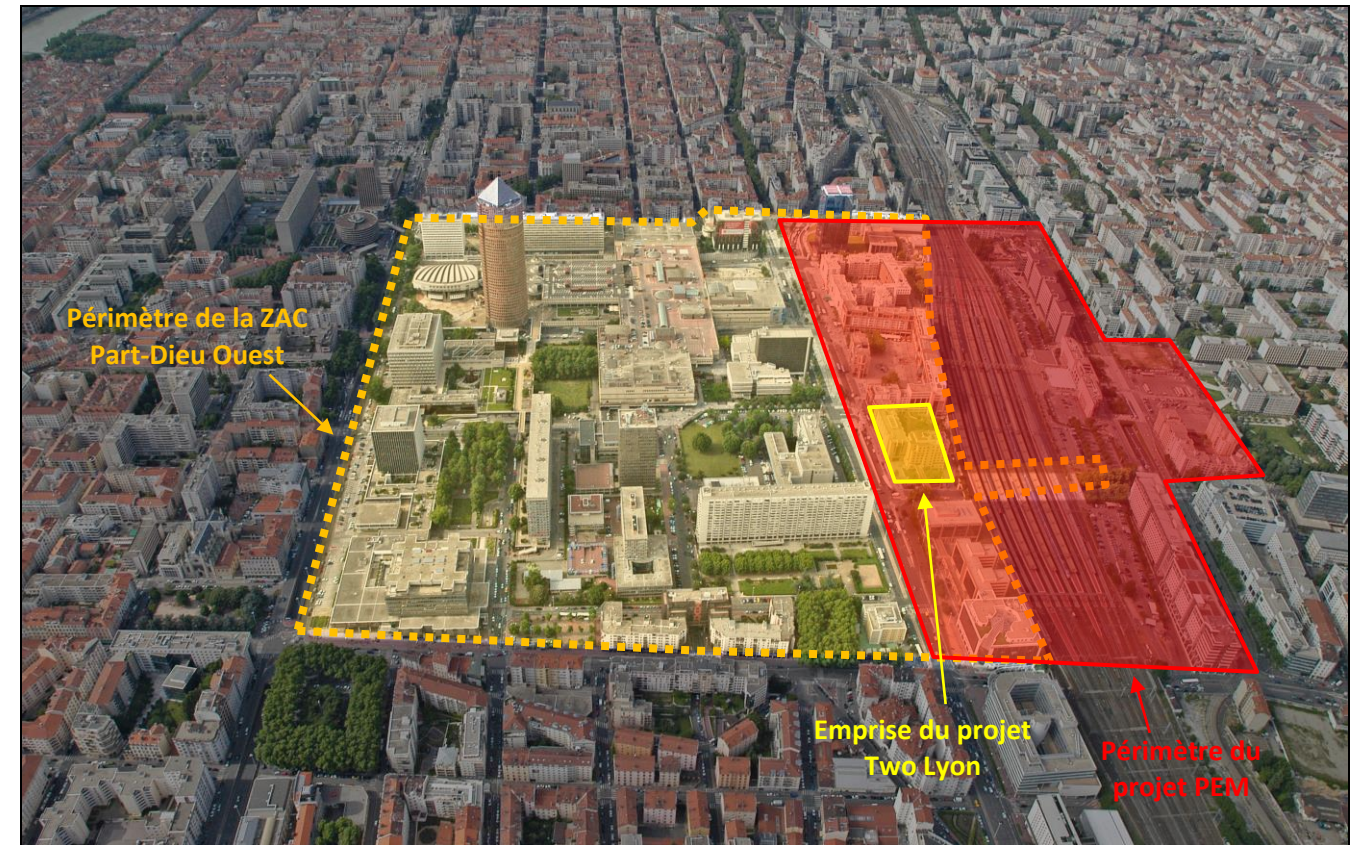 Périmètre de la ZAC
Part-Dieu Ouest
Emprise du projet
Two Lyon
Périmètre du
projet PEM